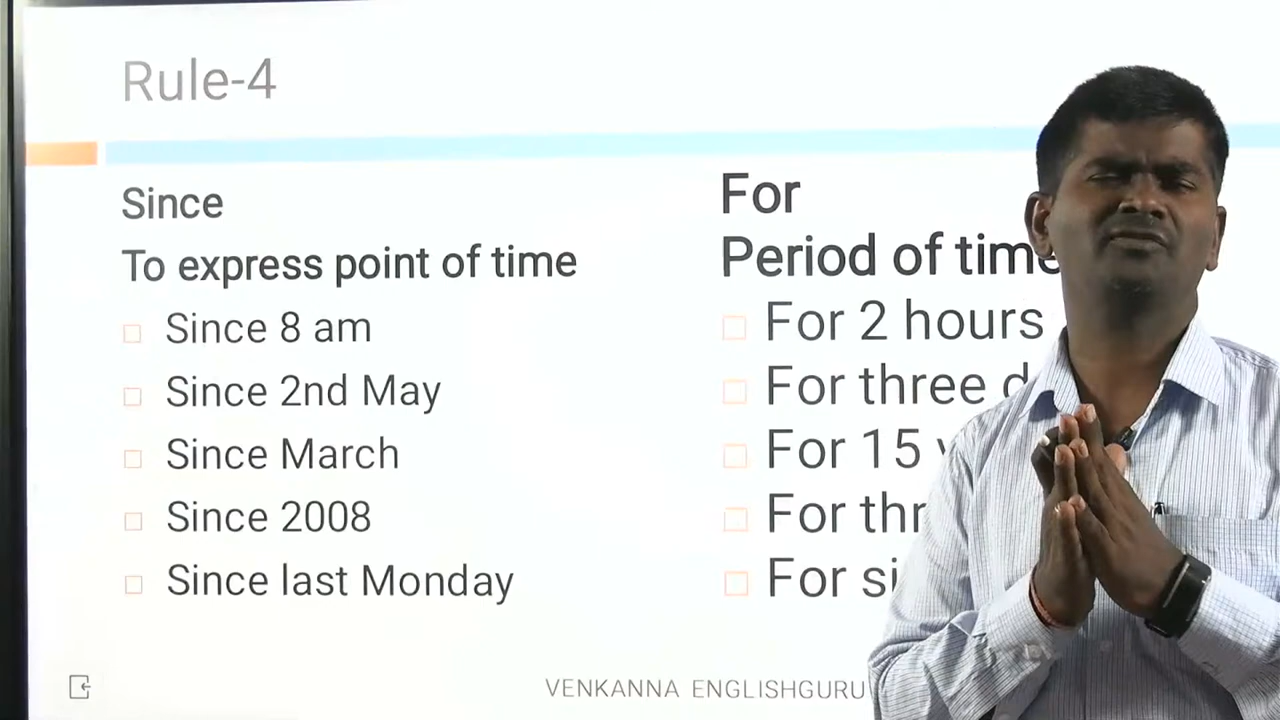 Rule-4
Since
To express point of time
Since 8 am
Since 2nd May
Since March
Since 2008
Since last Monday
For
Period of time
For 2 hours
For three
For 15
For
For
VENKANNA ENGLISHGURU